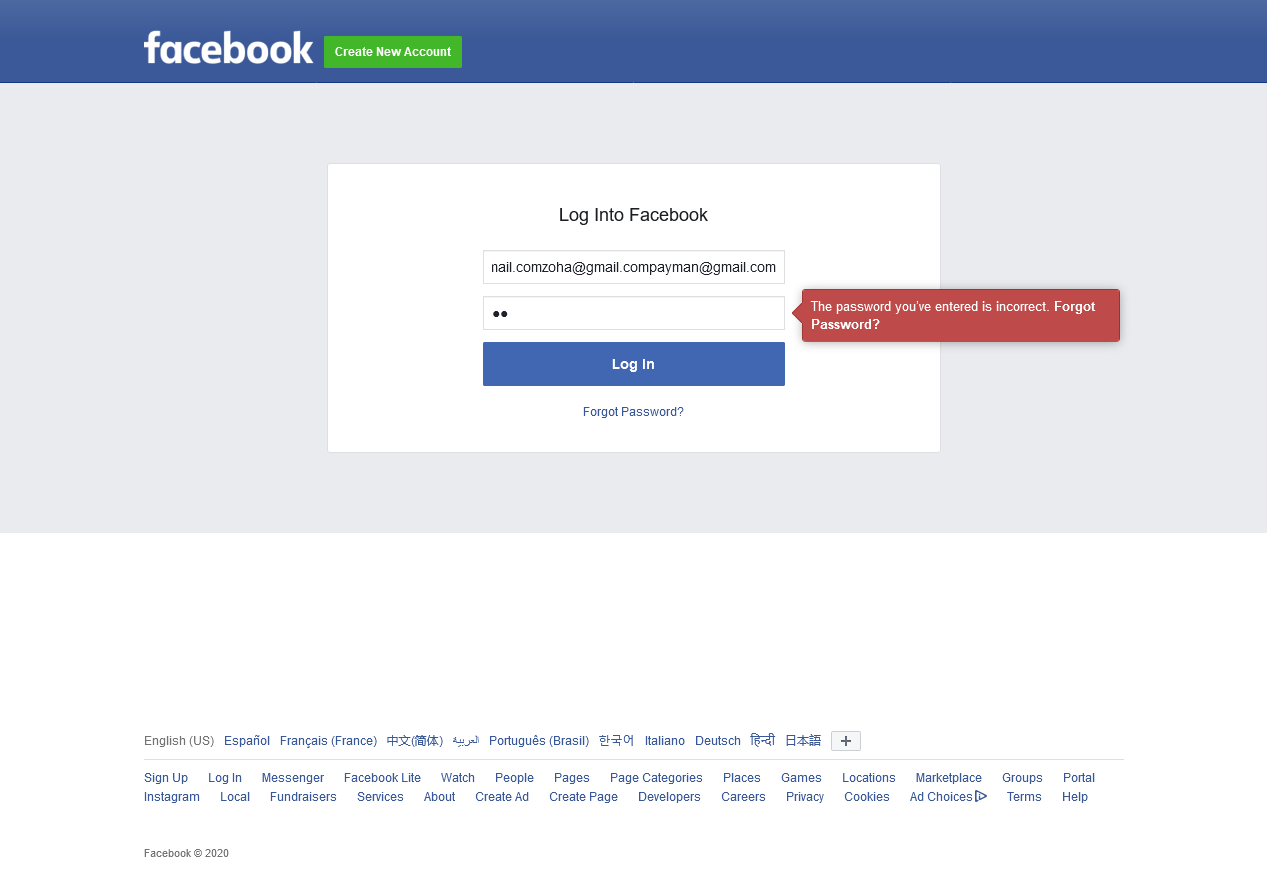 facebook Create New Account
Log Into Facebook
nail.comzoha@gmail.compayman@gmail.com
••
The password you've entered is incorrect. Forgot
Password?
Log In
Forgot Password?
English (US) Español Français (France) 中文(简体) العربية Português (Brasil) 한국어 Italiano Deutsch हिन्दी 日本語 +
Sign Up Log In Messenger Facebook Lite Watch People Pages Page Categories Places Games Locations Marketplace Groups Portal
Instagram Local Fundraisers Services About Create Ad Create Page Developers Careers Privacy Cookies Ad Choices Terms Help
Facebook © 2020